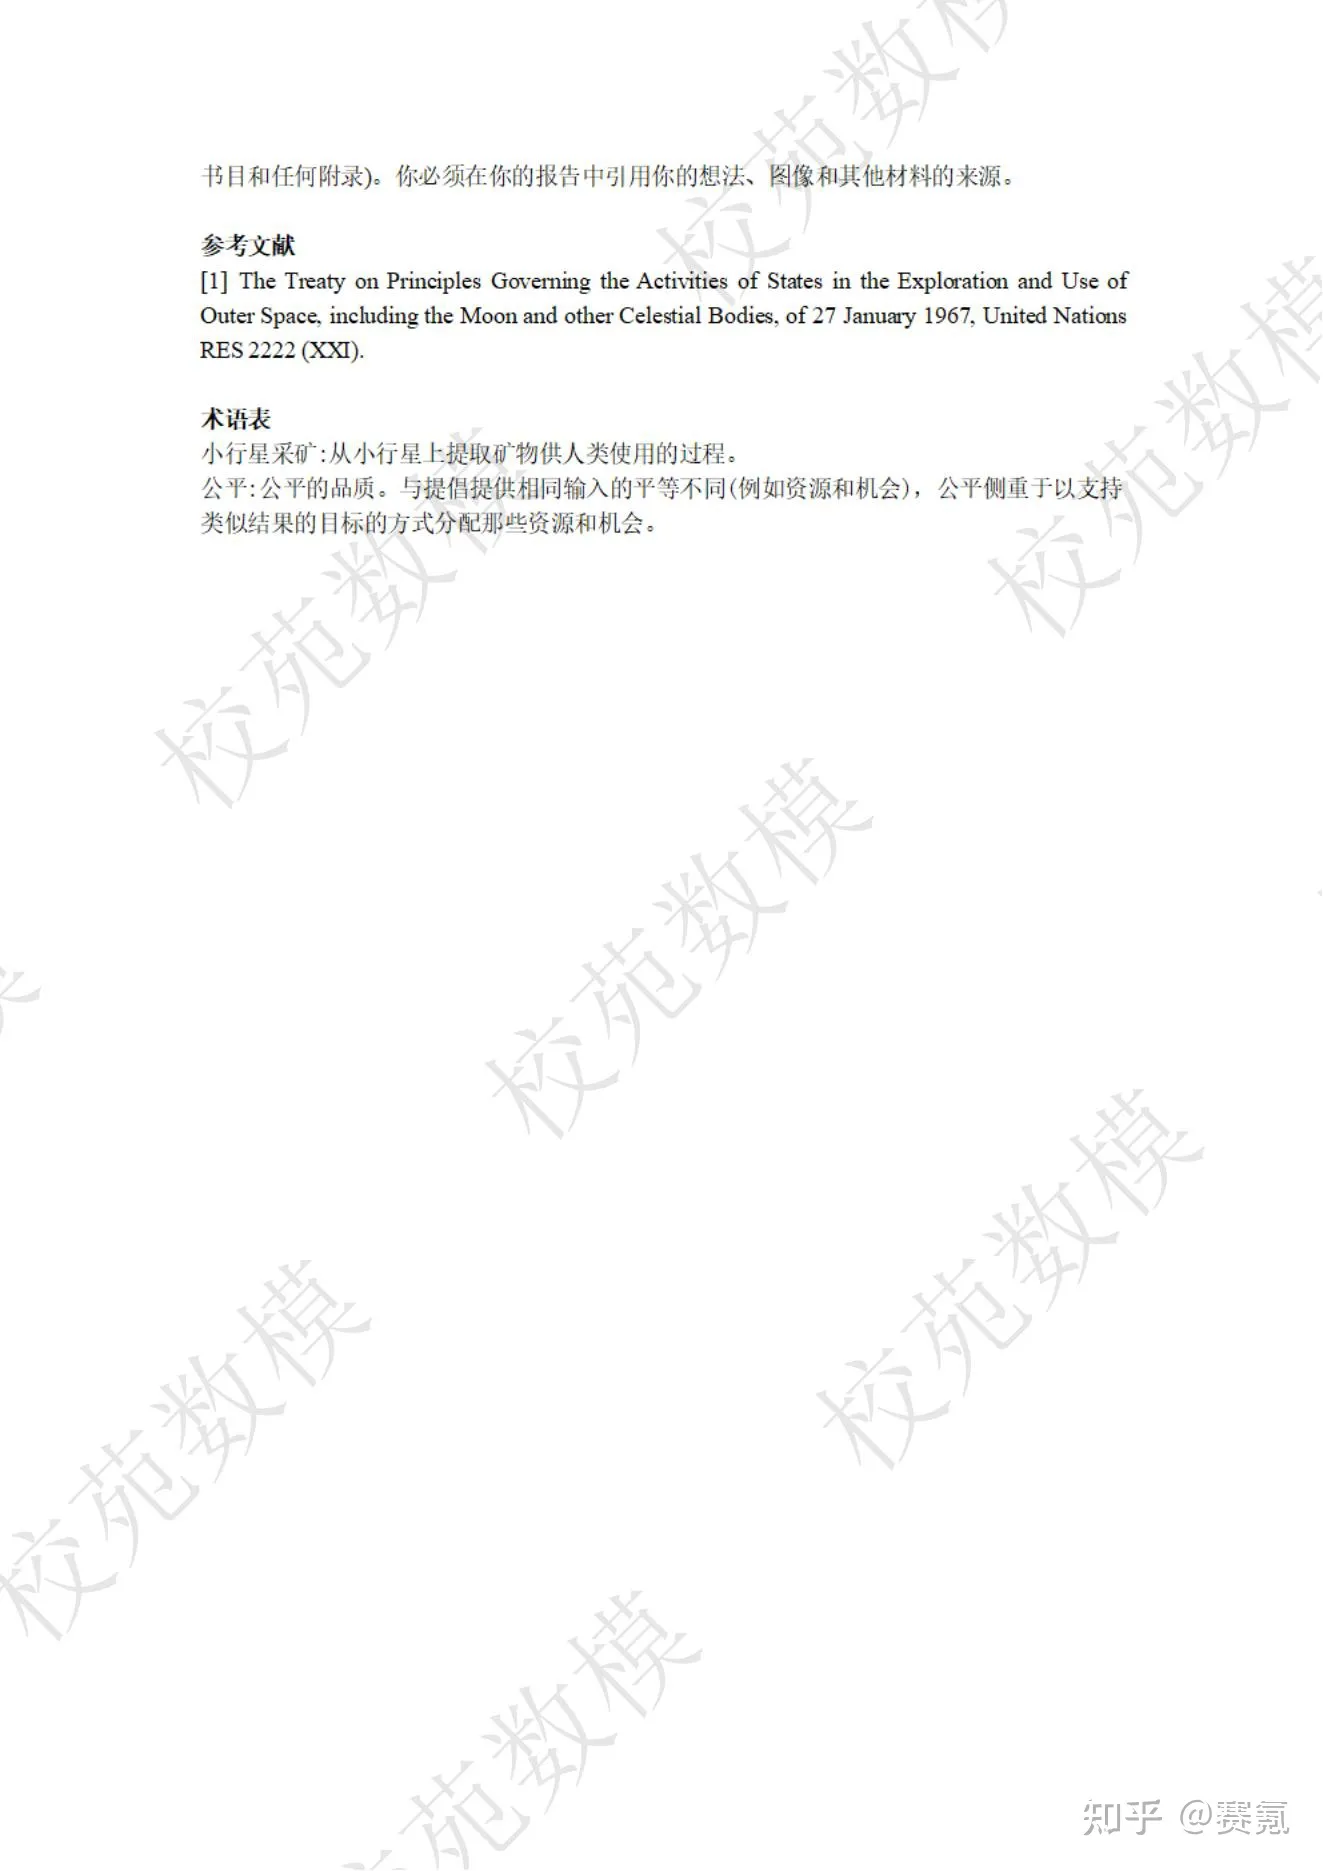 书目和任何附录)。你必须在你的报告中引用你的想法、图像和其他材料的来源。
参考文献
[1] The Treaty on Principles Governing the Activities of States in the Exploration and Use of
Outer Space, including the Moon and other Celestial Bodies, of 27 January 1967, United Nations
RES 2222 (XXI).
术语表
小行星采矿:从小行星上提取矿物供人类使用的过程。
公平:公平的品质。与提倡提供相同输入的平等不同(例如资源和机会)，公平侧重于以支持
类似结果的目标的方式分配那些资源和机会。
校苑数模
校苑数模
校苑数模
校苑数模
校苑数模
校苑数模
校苑数模
知乎 @赛氪